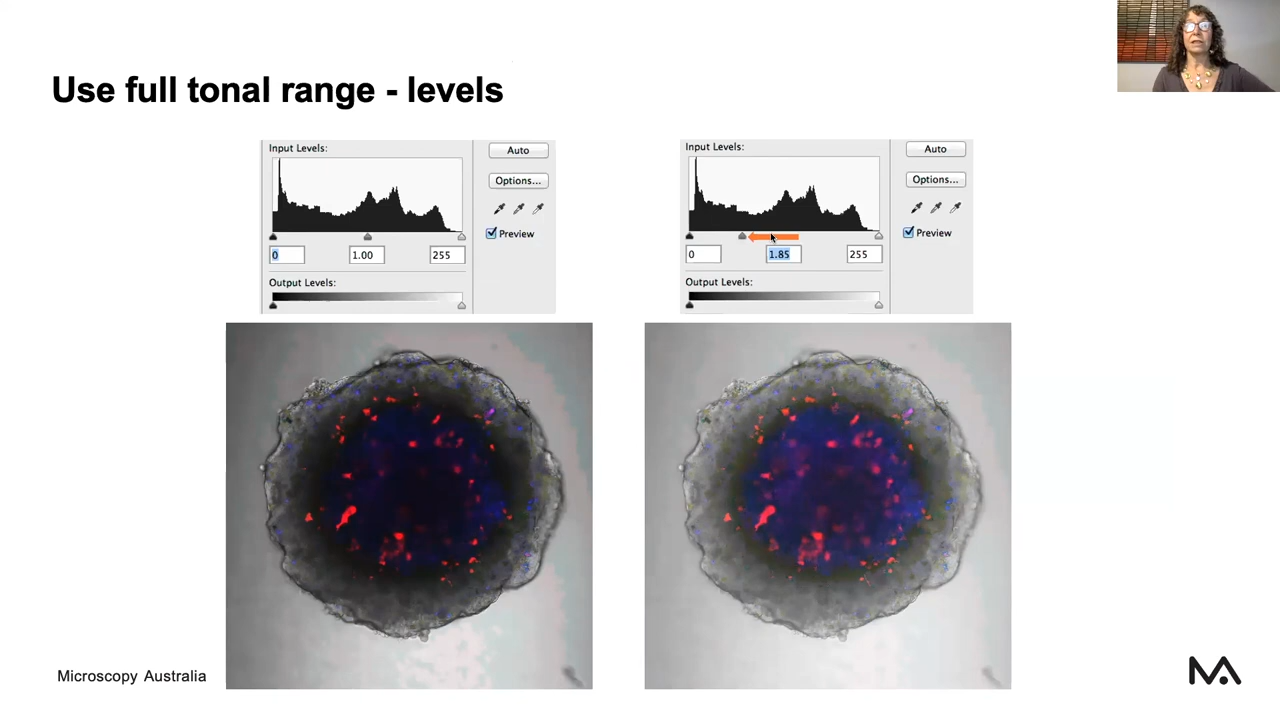 Use full tonal range - levels
Input Levels:
Auto
Options...
Preview
0
1.00
255
Output Levels:
Input Levels:
Auto
Options...
Preview
0
1.85
255
Output Levels:
Microscopy Australia